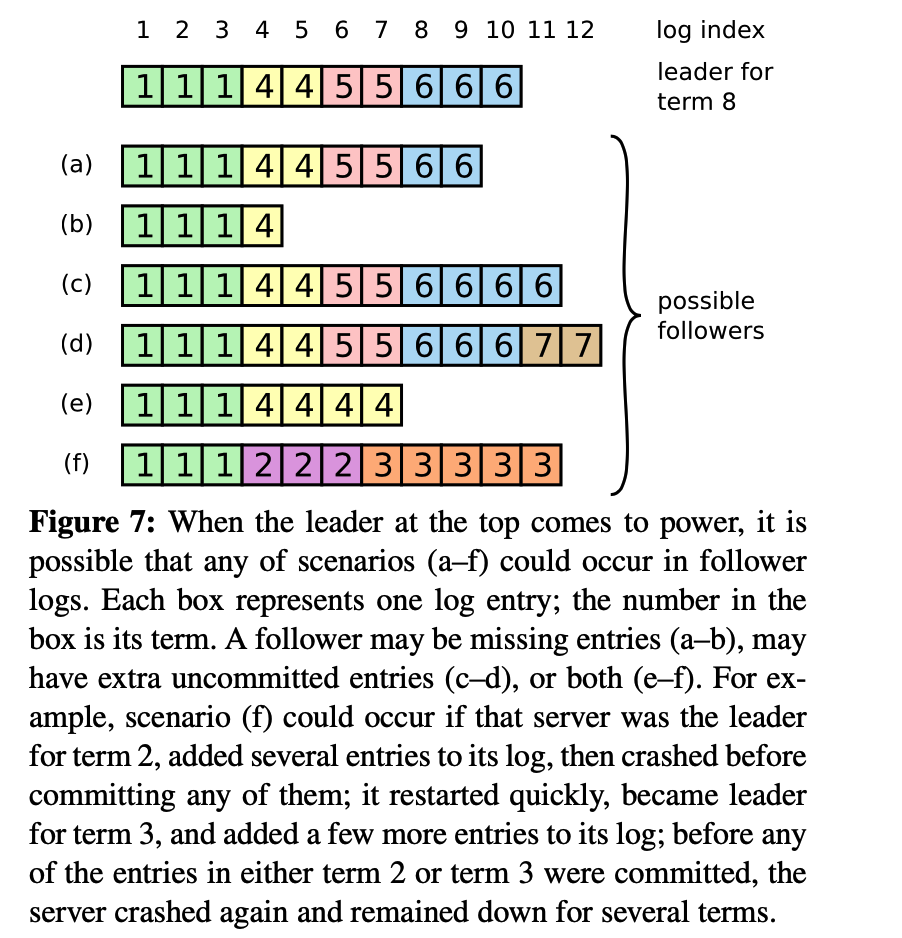 1 2 3 4 5 6 7 8 9 10 11 12 log index
1 1 1 4 4 5 5 6 6 6 leader for
term 8
(a) 1 1 1 4 4 5 5 6 6
(b) 1 1 1 4
(c) 1 1 1 4 4 5 5 6 6 6 6
possible
followers
(d) 1 1 1 4 4 5 5 6 6 6 7 7
(e) 1 1 1 4 4 4 4
(f) 1 1 1 2 2 2 3 3 3 3 3
Figure 7: When the leader at the top comes to power, it is
possible that any of scenarios (a–f) could occur in follower
logs. Each box represents one log entry; the number in the
box is its term. A follower may be missing entries (a–b), may
have extra uncommitted entries (c–d), or both (e–f). For ex-
ample, scenario (f) could occur if that server was the leader
for term 2, added several entries to its log, then crashed before
committing any of them; it restarted quickly, became leader
for term 3, and added a few more entries to its log; before any
of the entries in either term 2 or term 3 were committed, the
server crashed again and remained down for several terms.